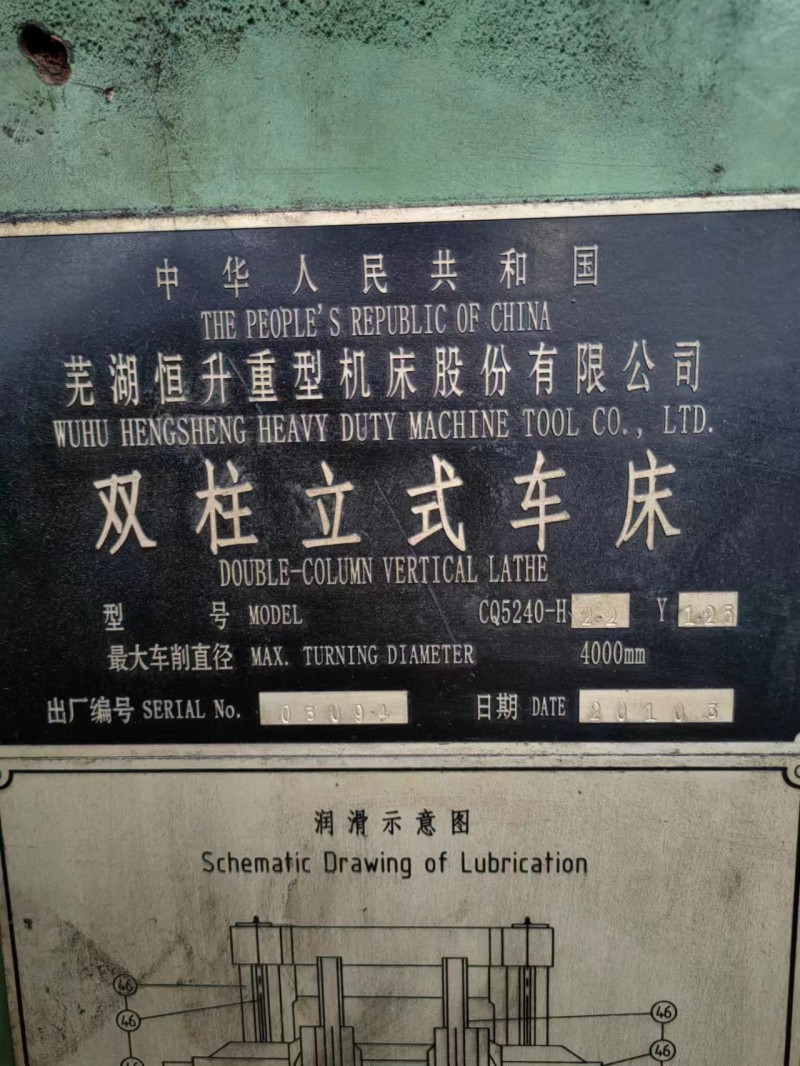 中华人民共和国
THE PEOPLE'S REPUBLIC OF CHINA
芜湖恒升重型机床股份有限公司
WUHU HENGSHENG HEAVY DUTY MACHINE TOOL CO., LTD.
双柱立式车床
DOUBLE-COLUMN VERTICAL LATHE
型 号 MODEL CQ5240-H 2.2 Y 1.25
最大车削直径 MAX. TURNING DIAMETER 4000mm
出厂编号 SERIAL No. 03094 日期 DATE 2010 3
润滑示意图
Schematic Drawing of Lubrication
46
46 46
46 46